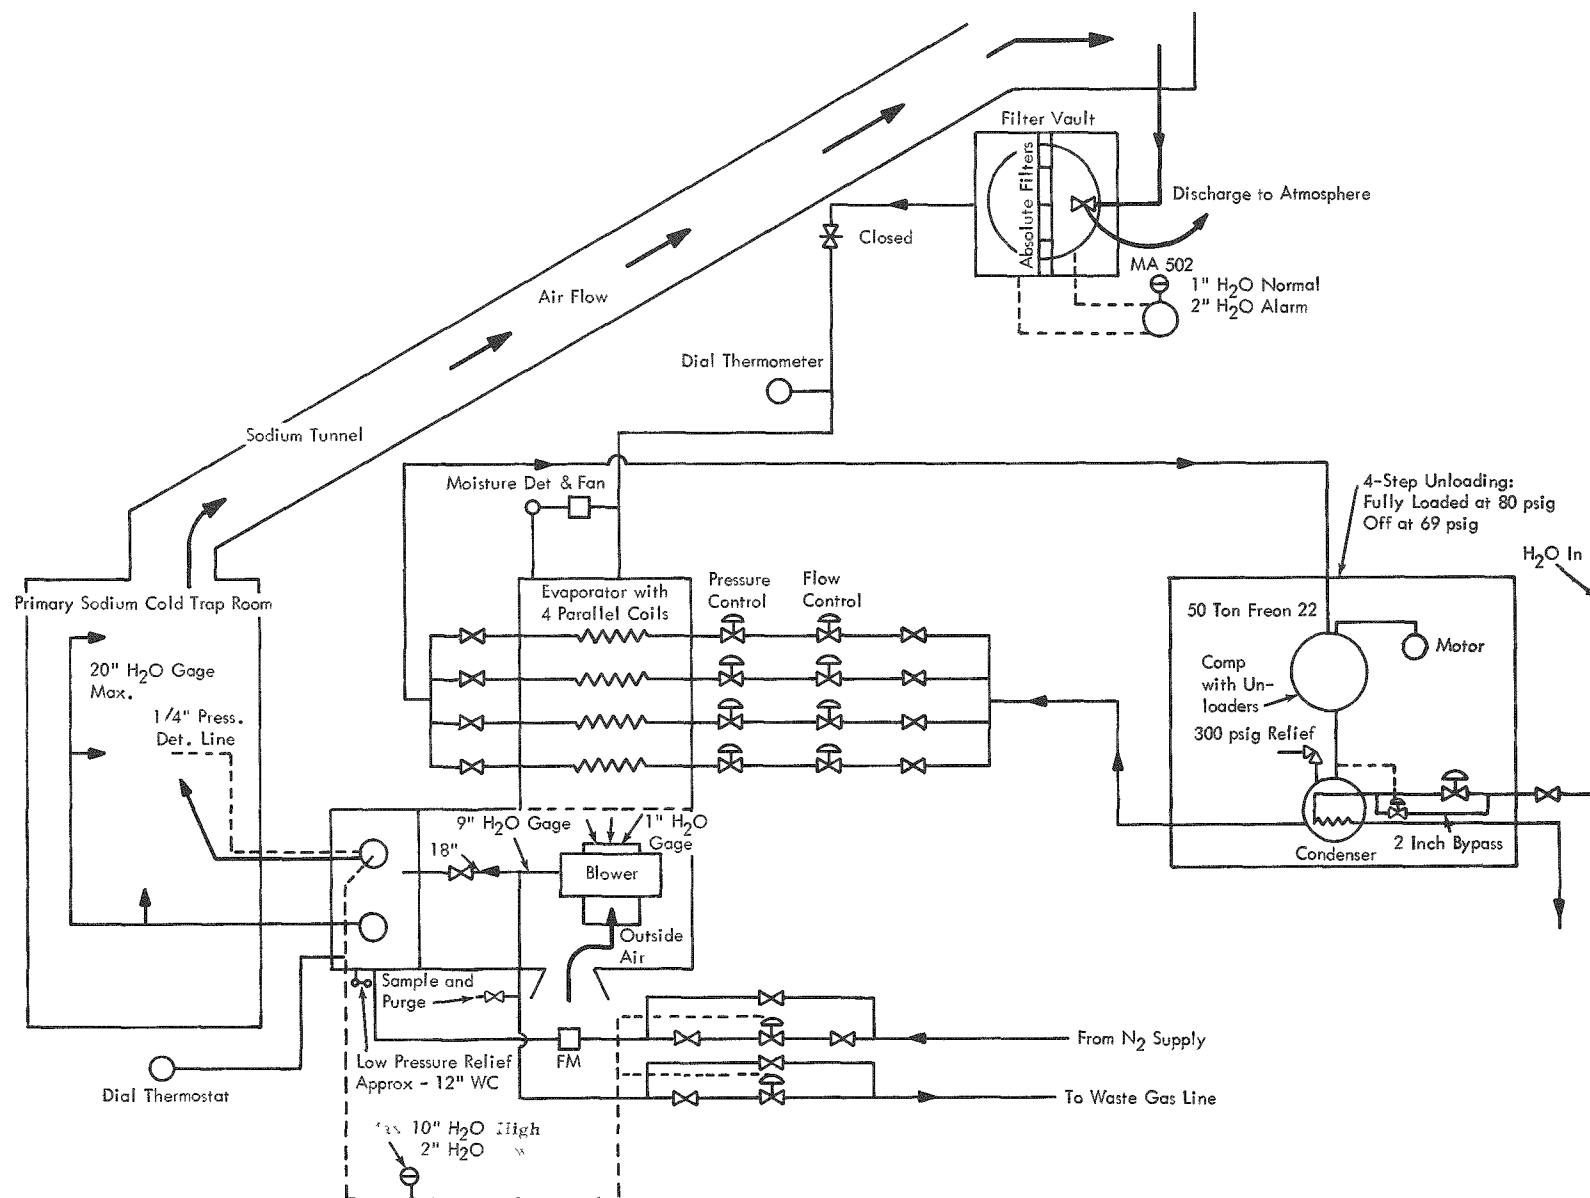 Filter Vault
Absolute Filters
Discharge to Atmosphere
Closed
MA 502
1" H2O Normal
2" H2O Alarm
Air Flow
Dial Thermometer
Sodium Tunnel
Moisture Det & Fan
4-Step Unloading:
Fully Loaded at 80 psig
Off at 69 psig
H2O In
Primary Sodium Cold Trap Room
Evaporator with
4 Parallel Coils
Pressure
Control
Flow
Control
50 Ton Freon 22
Motor
Comp
with Un-
loaders
300 psig Relief
20" H2O Gage
Max.
1/4" Press.
Det. Line
9" H2O Gage
1" H2O
Gage
18"
Blower
2 Inch Bypass
Condenser
Outside
Air
Sample and
Purge
From N2 Supply
FM
Low Pressure Relief
Approx - 12" WC
Dial Thermostat
To Waste Gas Line
10" H2O High
2" H2O